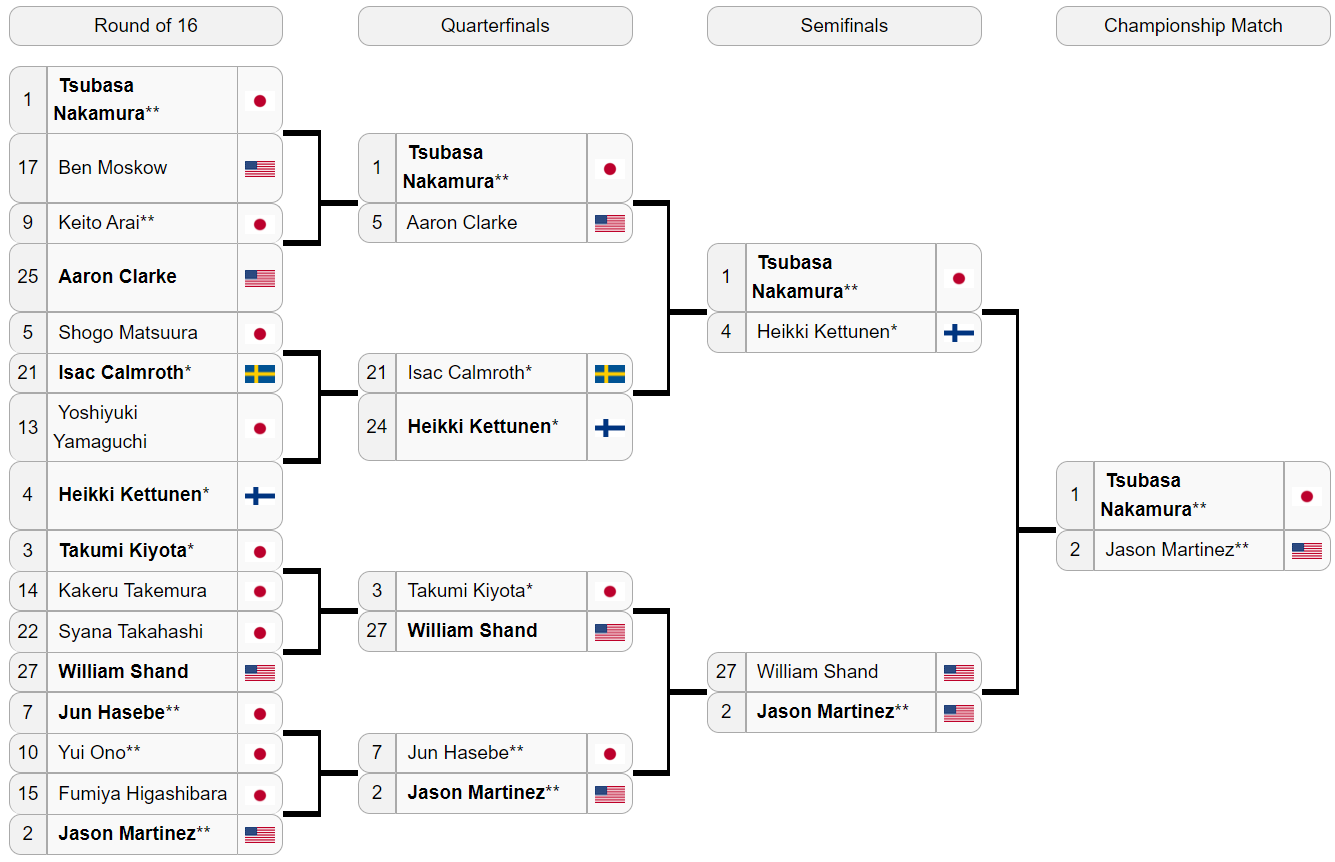 Round of 16
Quarterfinals
Semifinals
Championship Match
1 Tsubasa
Nakamura**
17 Ben Moskow
9 Keito Arai**
25 Aaron Clarke
5 Shogo Matsuura
21 Isac Calmroth*
13 Yoshiyuki
Yamaguchi
4 Heikki Kettunen*
3 Takumi Kiyota*
14 Kakeru Takemura
22 Syana Takahashi
27 William Shand
7 Jun Hasebe**
10 Yui Ono**
15 Fumiya Higashibara
2 Jason Martinez**
1 Tsubasa
Nakamura**
5 Aaron Clarke
21 Isac Calmroth*
24 Heikki Kettunen*
3 Takumi Kiyota*
27 William Shand
7 Jun Hasebe**
2 Jason Martinez**
1 Tsubasa
Nakamura**
4 Heikki Kettunen*
27 William Shand
2 Jason Martinez**
1 Tsubasa
Nakamura**
2 Jason Martinez**